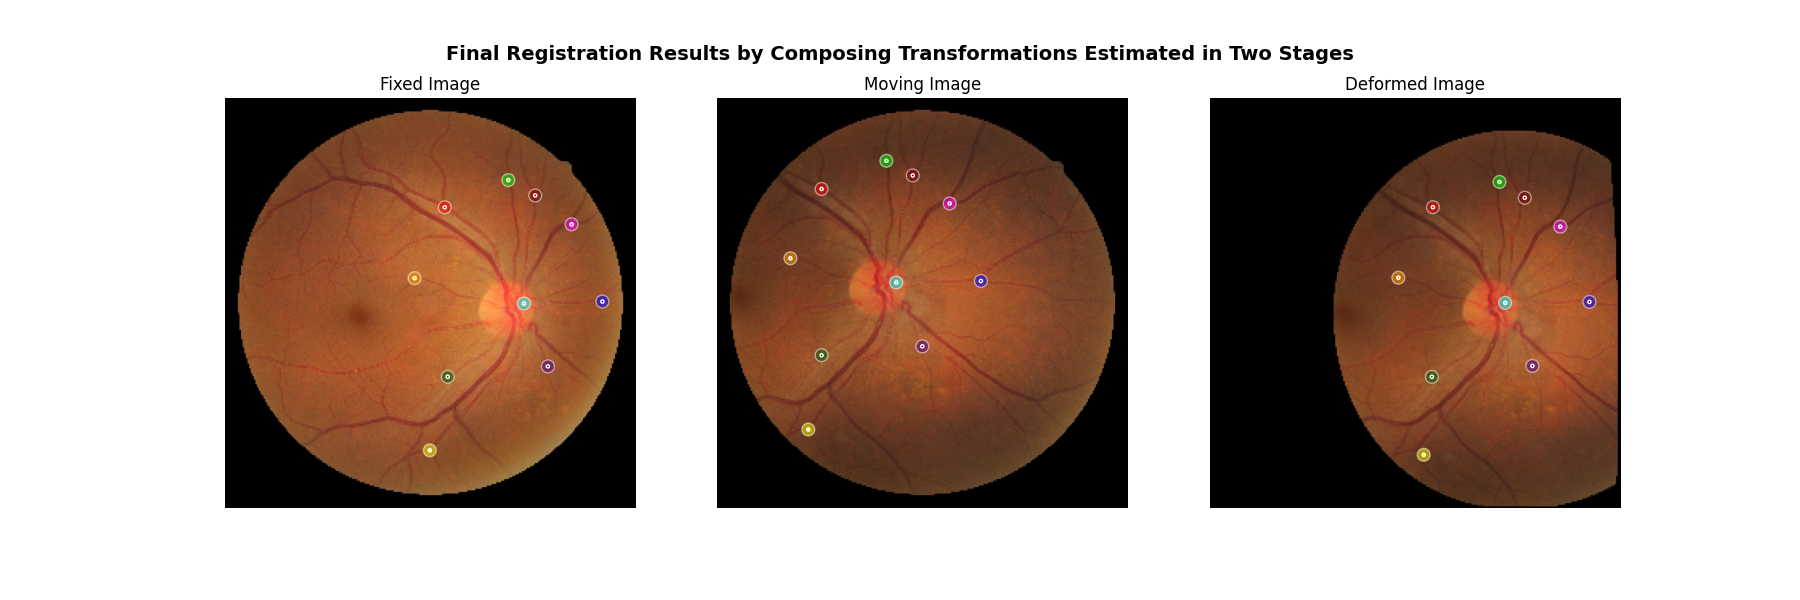 Final Registration Results by Composing Transformations Estimated in Two Stages
Fixed Image
Moving Image
Deformed Image